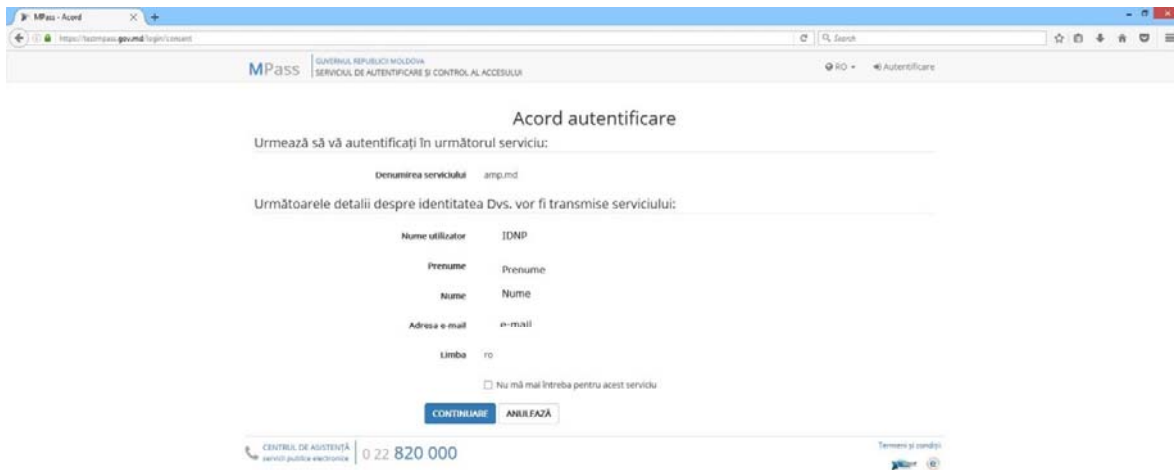 MPass - Acord
https://testmpass.gov.md/login/consent
Search
MPass
GUVERNUL REPUBLICII MOLDOVA
SERVICIUL DE AUTENTIFICARE ȘI CONTROL AL ACCESULUI
RO
Autentificare
Acord autentificare
Urmează să vă autentificați în următorul serviciu:
Denumirea serviciului amp.md
Următoarele detalii despre identitatea Dvs. vor fi transmise serviciului:
Nume utilizator IDNP
Prenume Prenume
Nume Nume
Adresa e-mail e-mail
Limba ro
Nu mă mai întreba pentru acest serviciu
CONTINUARE ANULEAZĂ
CENTRUL DE ASISTENȚĂ
servicii publice electronice
0 22 820 000
Termeni și condiții